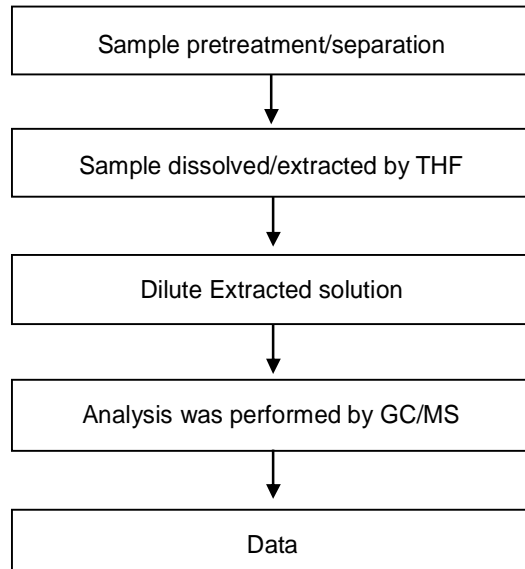 Sample pretreatment/separation
Sample dissolved/extracted by THF
Dilute Extracted solution
Analysis was performed by GC/MS
Data